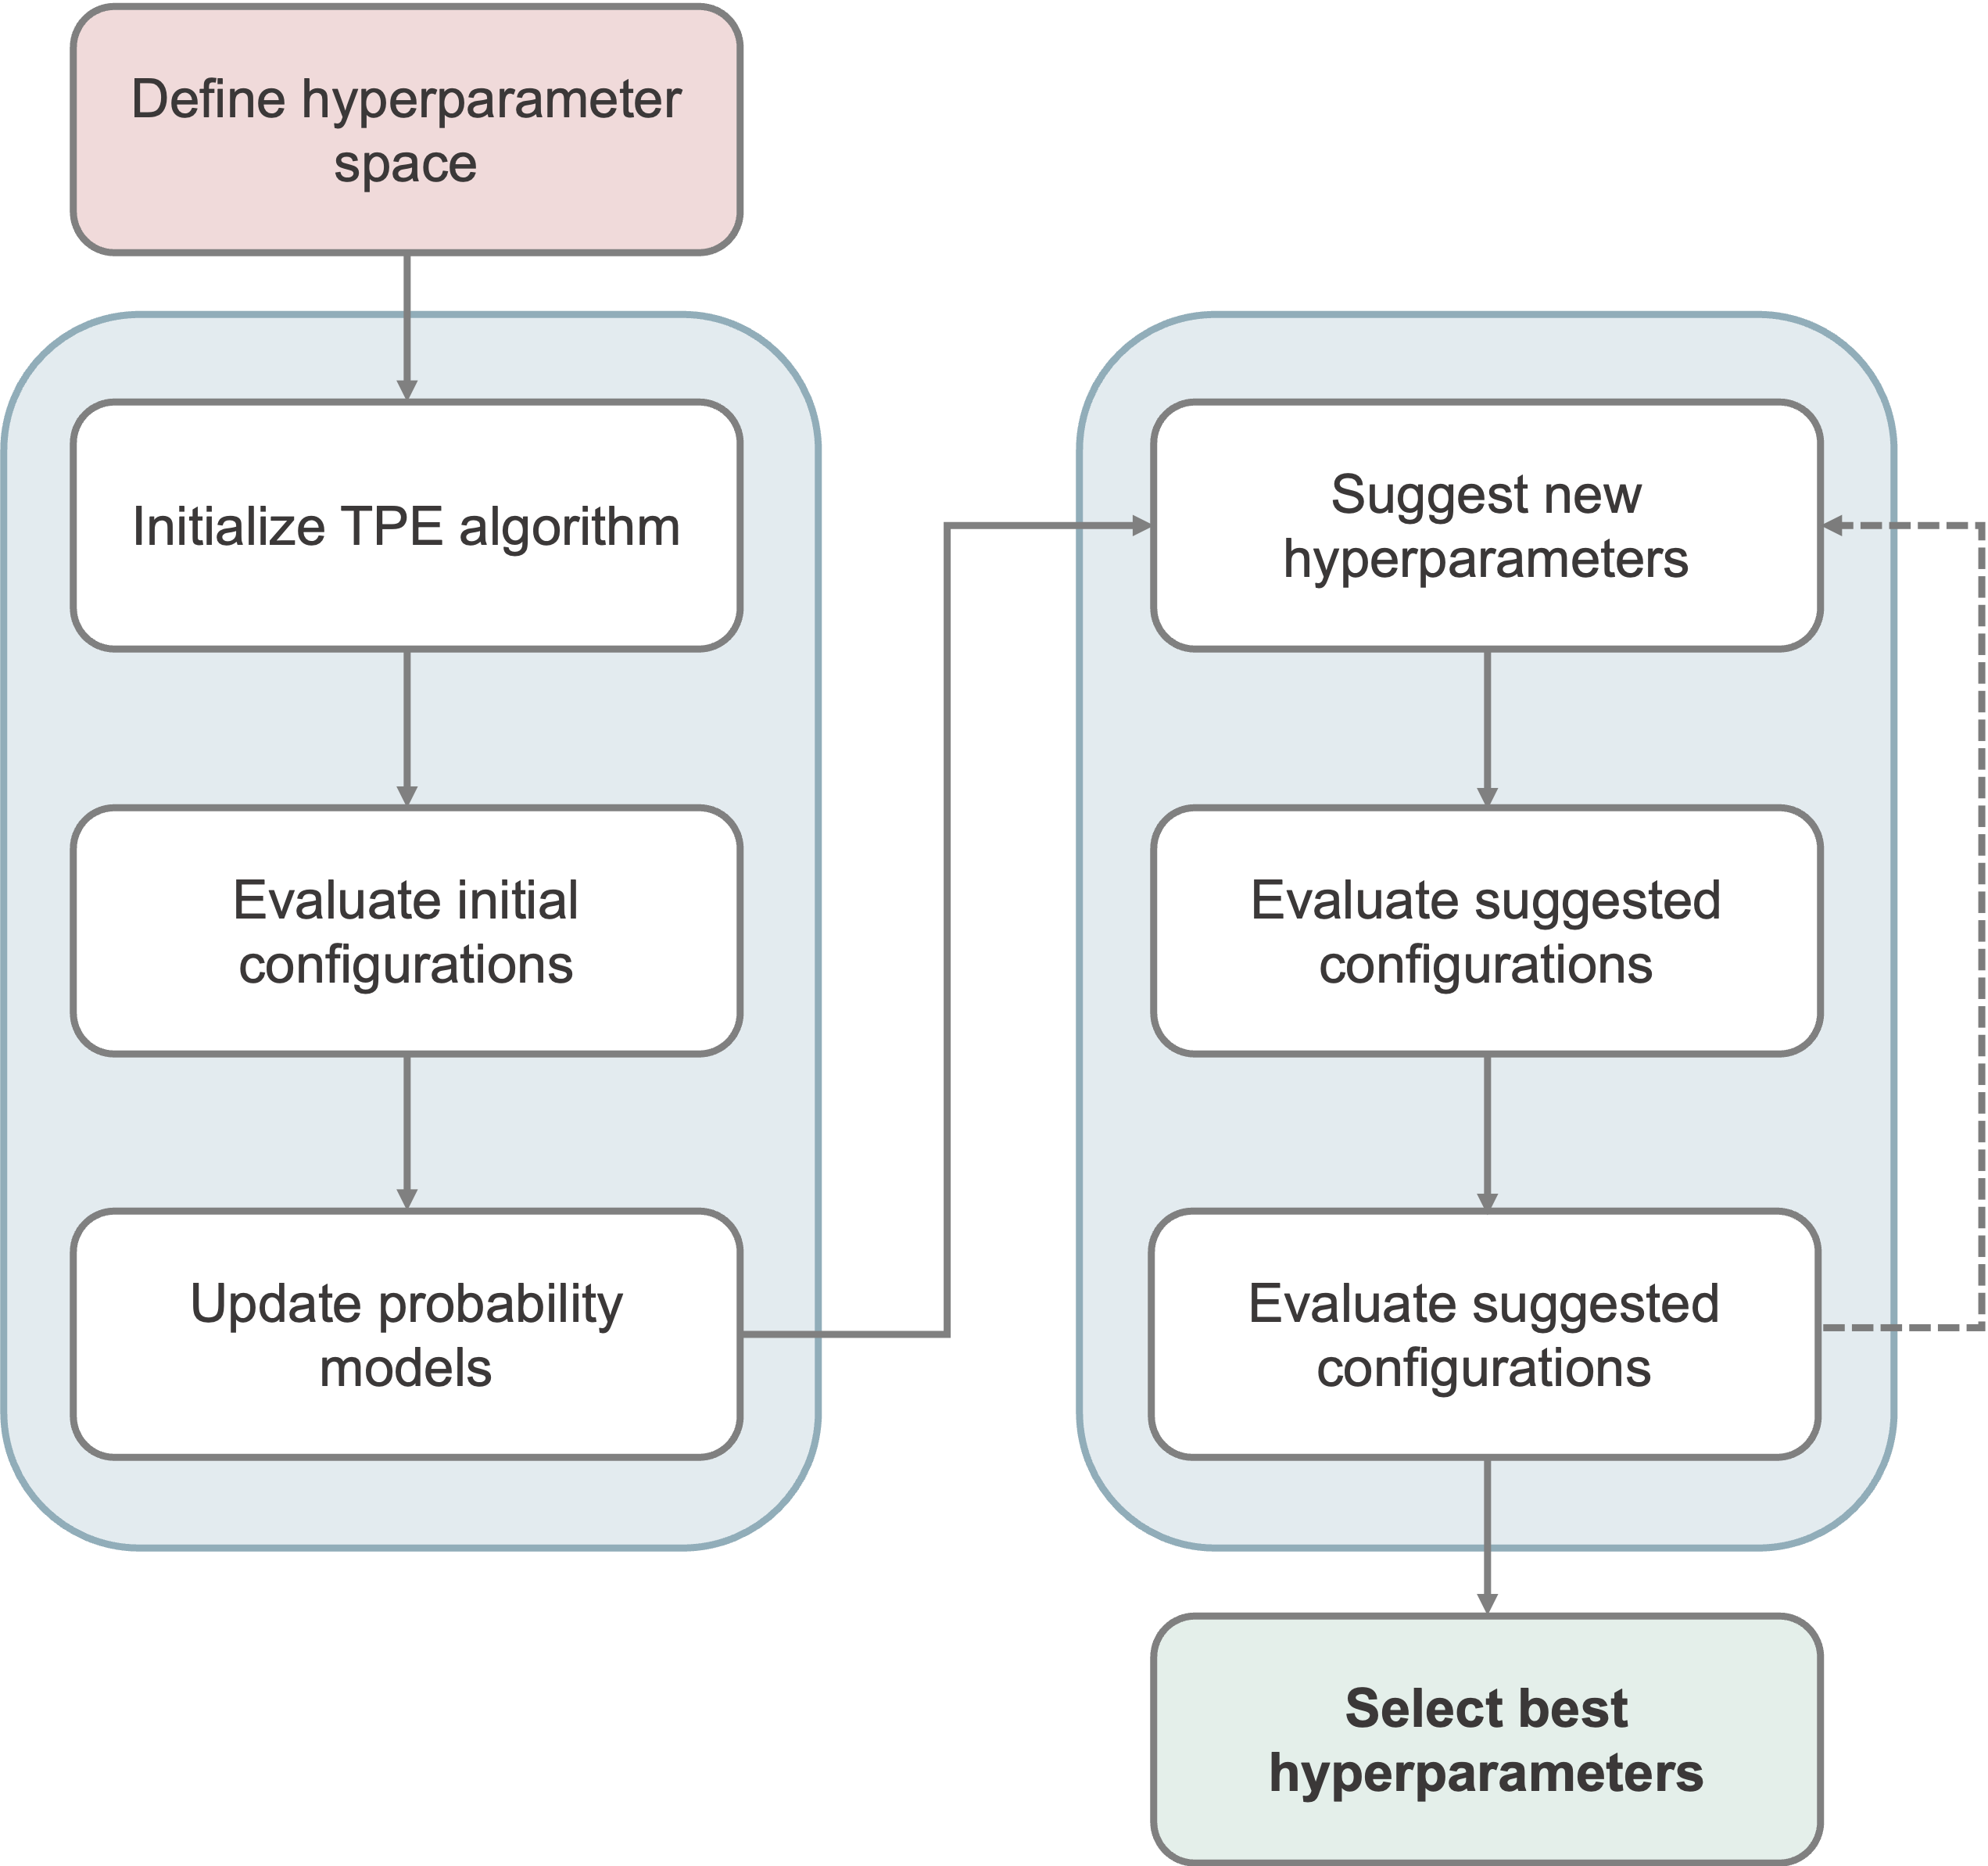 Define hyperparameter
space
Initialize TPE algorithm
Evaluate initial
configurations
Update probability
models
Suggest new
hyperparameters
Evaluate suggested
configurations
Evaluate suggested
configurations
Select best
hyperparameters